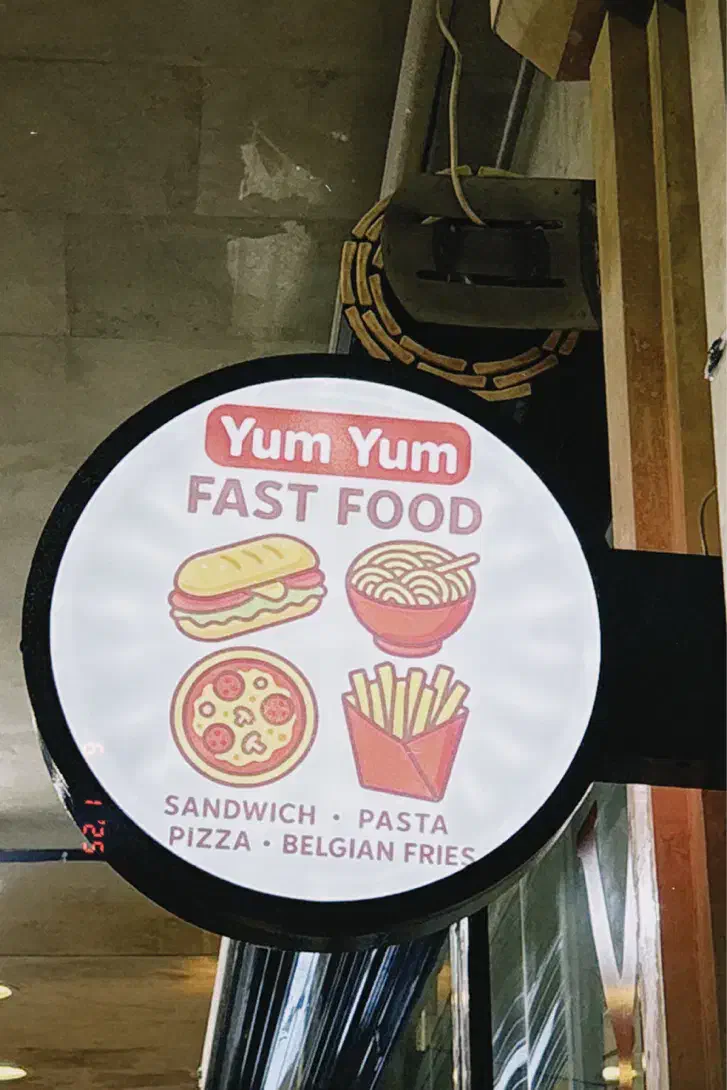 Yum Yum
FAST FOOD
SANDWICH · PASTA
PIZZA · BELGIAN FRIES